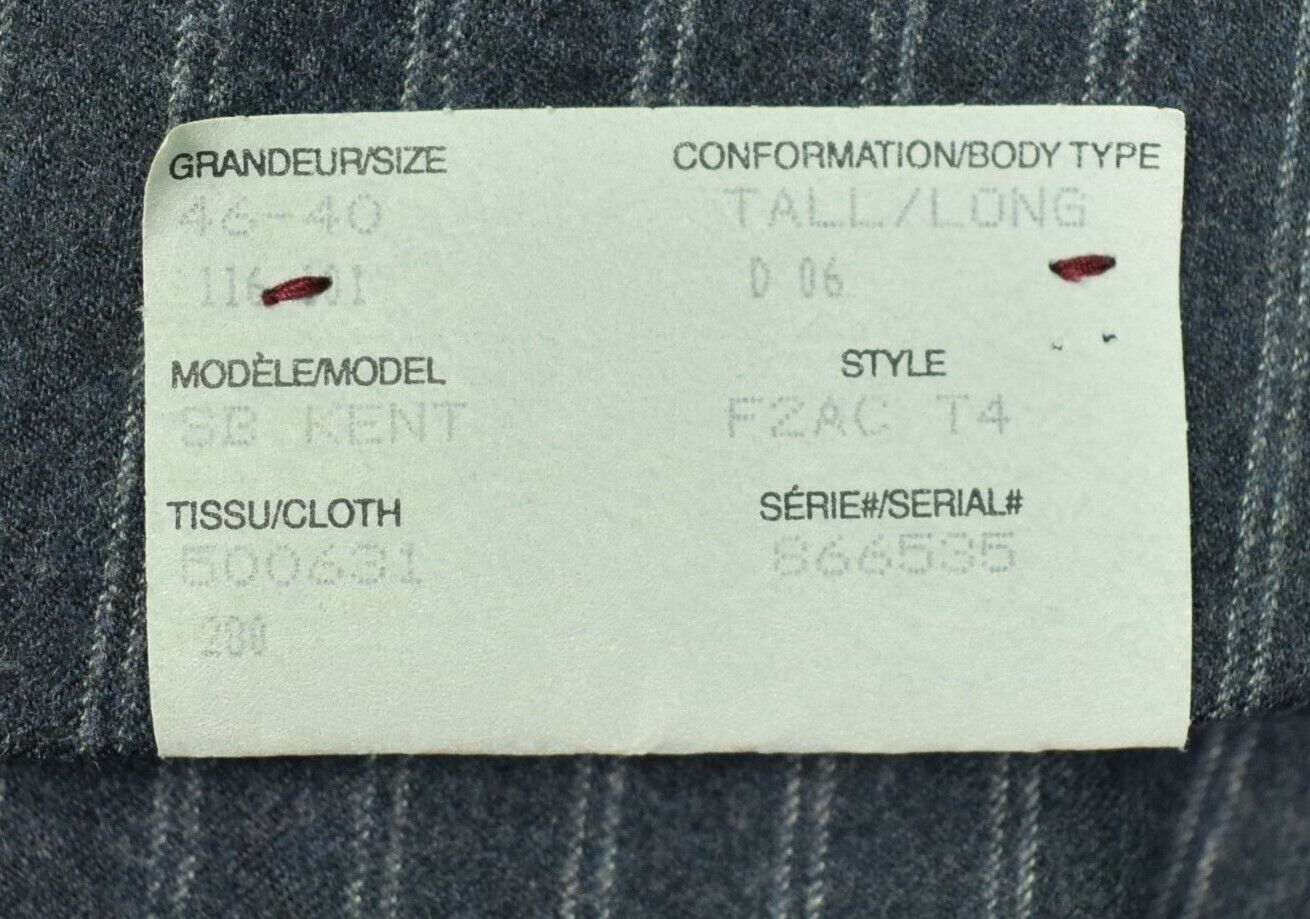 GRANDEUR/SIZE CONFORMATION/BODY TYPE
46-40 TALL/LONG
D 06
MODÈLE/MODEL STYLE
SB KENT F2AC T4
TISSU/CLOTH SÉRIE#/SERIAL#
500631 866535
280